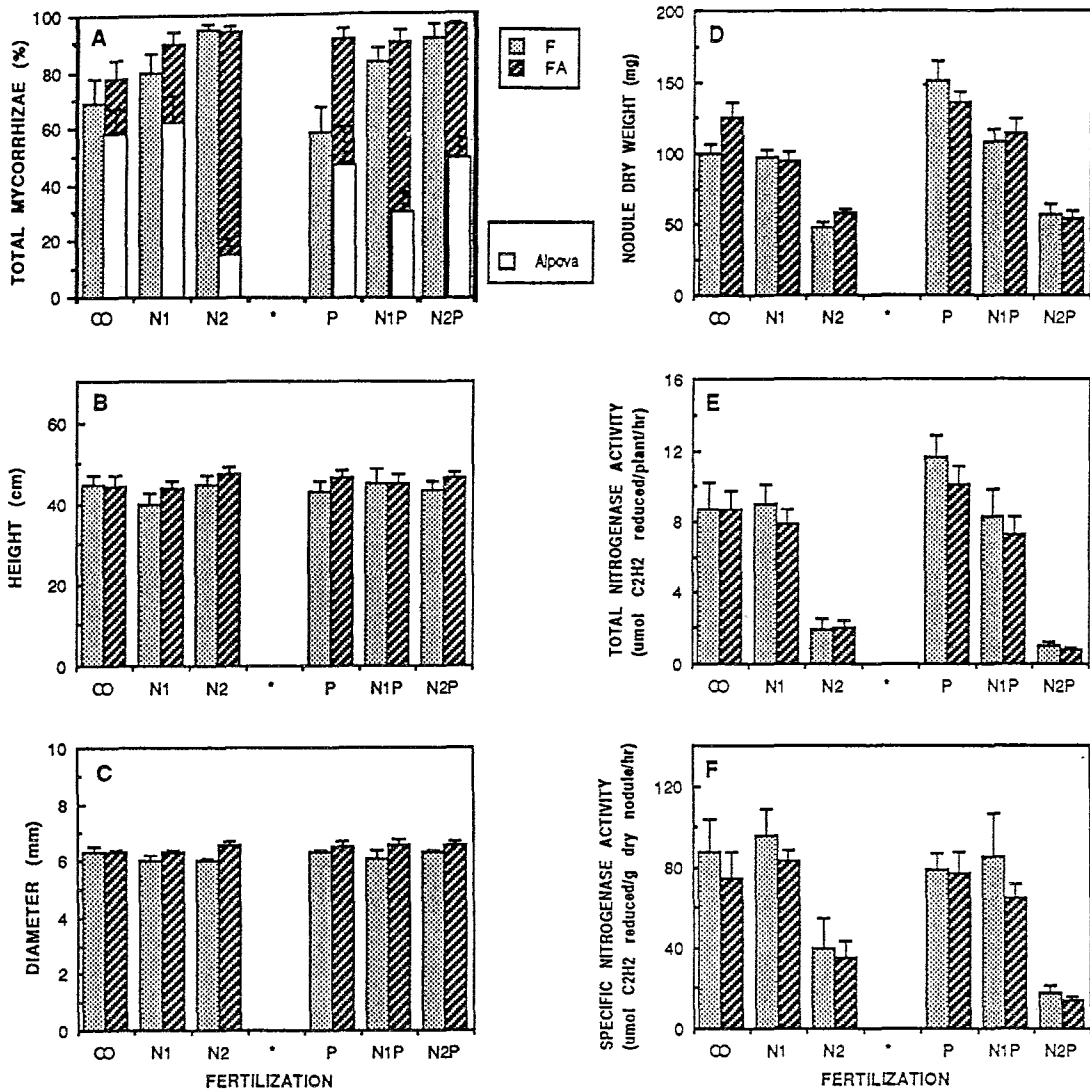 A
TOTAL MYCORRHIZAE (%)
100
80
60
40
20
0
CO N1 N2 * P N1P N2P
F
FA
Alpova
B
HEIGHT (cm)
60
40
20
0
CO N1 N2 * P N1P N2P
C
DIAMETER (mm)
10
8
6
4
2
0
CO N1 N2 * P N1P N2P
FERTILIZATION
D
NODULE DRY WEIGHT (mg)
200
150
100
50
0
CO N1 N2 * P N1P N2P
E
TOTAL NITROGENASE ACTIVITY
(umol C2H2 reduced/plant/hr)
16
12
8
4
0
CO N1 N2 * P N1P N2P
F
SPECIFIC NITROGENASE ACTIVITY
(umol C2H2 reduced/g dry nodule/hr)
120
80
40
0
CO N1 N2 * P N1P N2P
FERTILIZATION